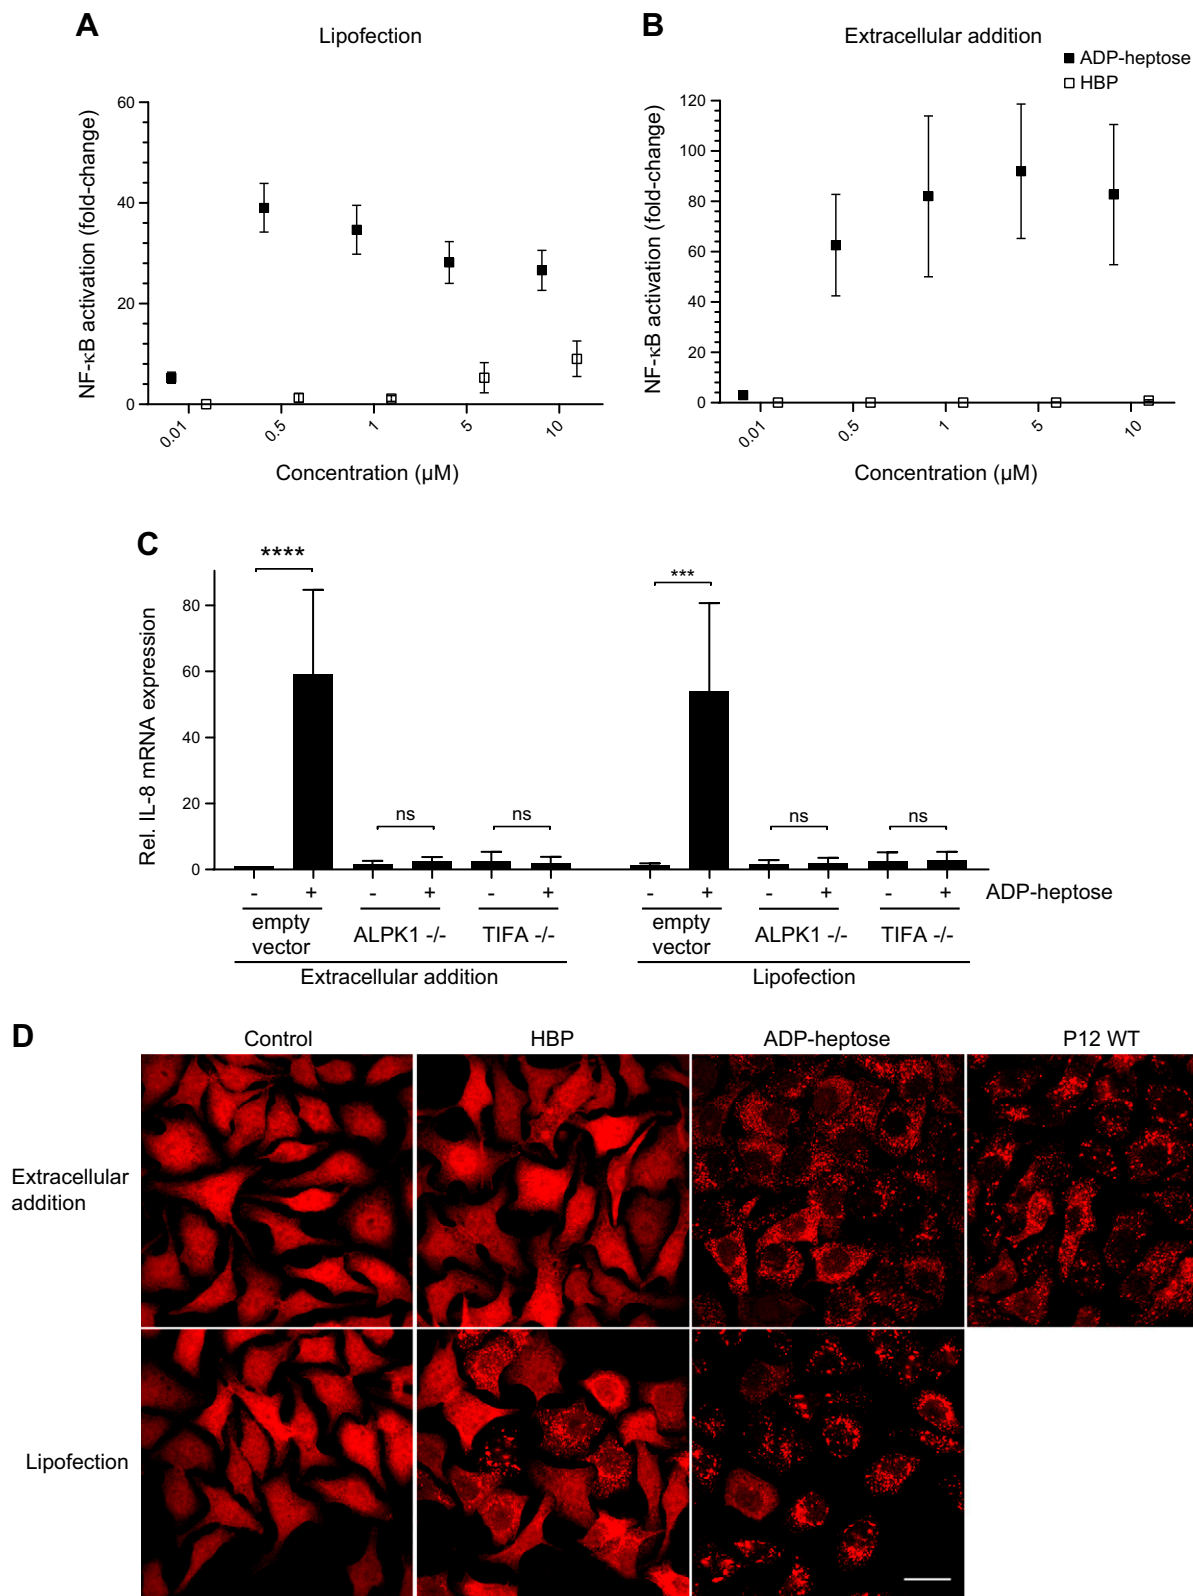 A
Lipofection
NF-κB activation (fold-change)
60
40
20
0
0.01
0.5
1
5
10
Concentration (µM)
B
Extracellular addition
ADP-heptose
HBP
NF-κB activation (fold-change)
120
100
80
60
40
20
0
0.01
0.5
1
5
10
Concentration (µM)
C
Rel. IL-8 mRNA expression
80
60
40
20
0
****
ns
ns
***
ns
ns
- + - + - + - + - + - + ADP-heptose
empty
vector
ALPK1 -/-
TIFA -/-
empty
vector
ALPK1 -/-
TIFA -/-
Extracellular addition
Lipofection
D
Control
HBP
ADP-heptose
P12 WT
Extracellular
addition
Lipofection